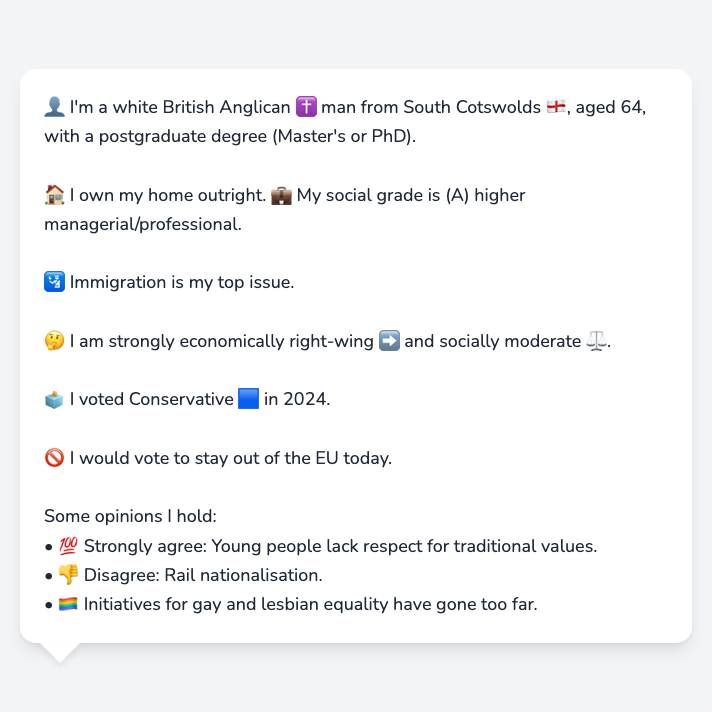 👤 I'm a white British Anglican ✝️ man from South Cotswolds 🏴󠁧󠁢󠁥󠁮󠁧󠁿, aged 64,
with a postgraduate degree (Master's or PhD).
🏠 I own my home outright. 💼 My social grade is (A) higher
managerial/professional.
🛂 Immigration is my top issue.
🤔 I am strongly economically right-wing ➡️ and socially moderate ⚖️.
🗳️ I voted Conservative 🟦 in 2024.
🚫 I would vote to stay out of the EU today.
Some opinions I hold:
• 💯 Strongly agree: Young people lack respect for traditional values.
• 👎 Disagree: Rail nationalisation.
• 🏳️‍🌈 Initiatives for gay and lesbian equality have gone too far.